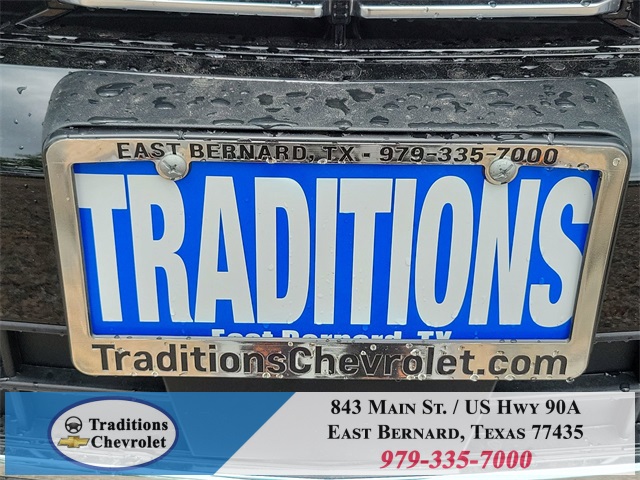 EAST BERNARD, TX - 979-335-7000
TRADITIONS
East Bernard, TX
TraditionsChevrolet.com
Traditions
Chevrolet
843 Main St. / US Hwy 90A
East Bernard, Texas 77435
979-335-7000